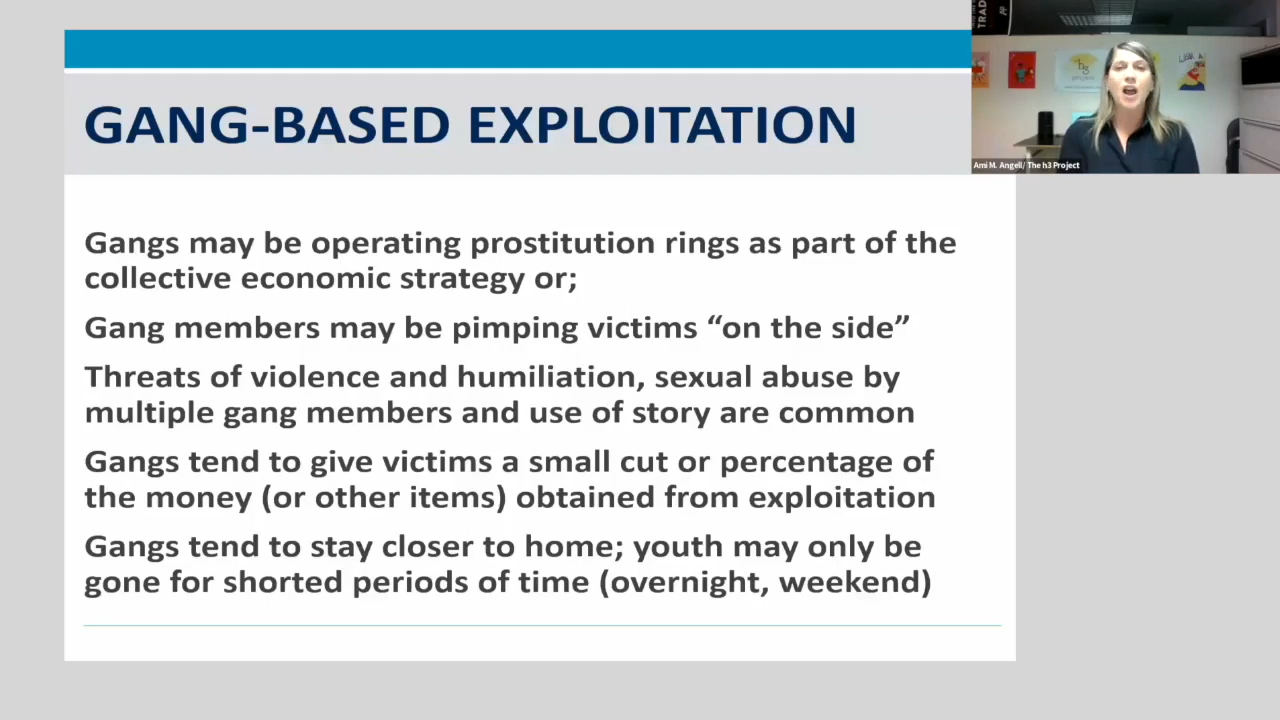 GANG-BASED EXPLOITATION
Gangs may be operating prostitution rings as part of the
collective economic strategy or;
Gang members may be pimping victims “on the side”
Threats of violence and humiliation, sexual abuse by
multiple gang members and use of story are common
Gangs tend to give victims a small cut or percentage of
the money (or other items) obtained from exploitation
Gangs tend to stay closer to home; youth may only be
gone for shorted periods of time (overnight, weekend)
TRAD
h3
Ami M. Angell/ The h3 Project